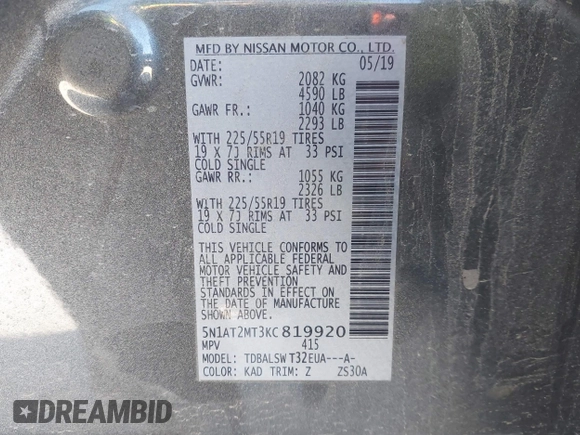 MFD BY NISSAN MOTOR CO., LTD.
DATE: 05/19
GVWR: 2082 KG
4590 LB
GAWR FR.: 1040 KG
2293 LB
WITH 225/55R19 TIRES
19 X 7J RIMS AT 33 PSI
COLD SINGLE
GAWR RR.: 1055 KG
2326 LB
WITH 225/55R19 TIRES
19 X 7J RIMS AT 33 PSI
COLD SINGLE
THIS VEHICLE CONFORMS TO
ALL APPLICABLE FEDERAL
MOTOR VEHICLE SAFETY AND
THEFT PREVENTION
STANDARDS IN EFFECT ON
THE DATE OF MANUFACTURE
SHOWN ABOVE.
5N1AT2MT3KC819920
MPV 415
MODEL: TDBALSWT32EUA---A-
COLOR: KAD TRIM: Z ZS30A
DREAMBID